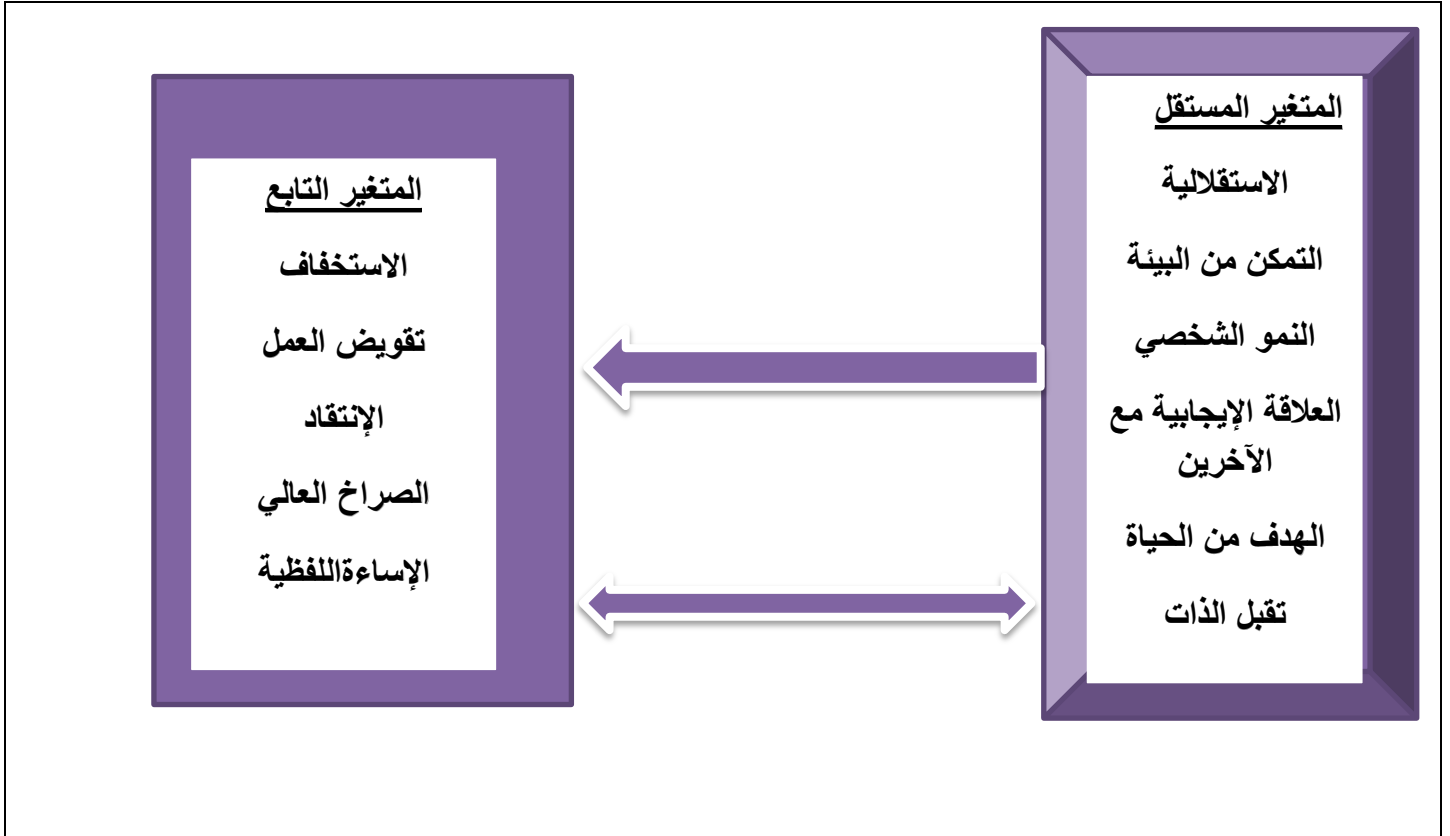 المتغير المستقل
الاستقلالية
التمكن من البيئة
النمو الشخصي
العلاقة الإيجابية مع
الآخرين
الهدف من الحياة
تقبل الذات
المتغير التابع
الاستخفاف
تقويض العمل
الإنتقاد
الصراخ العالي
الإساءةاللفظية